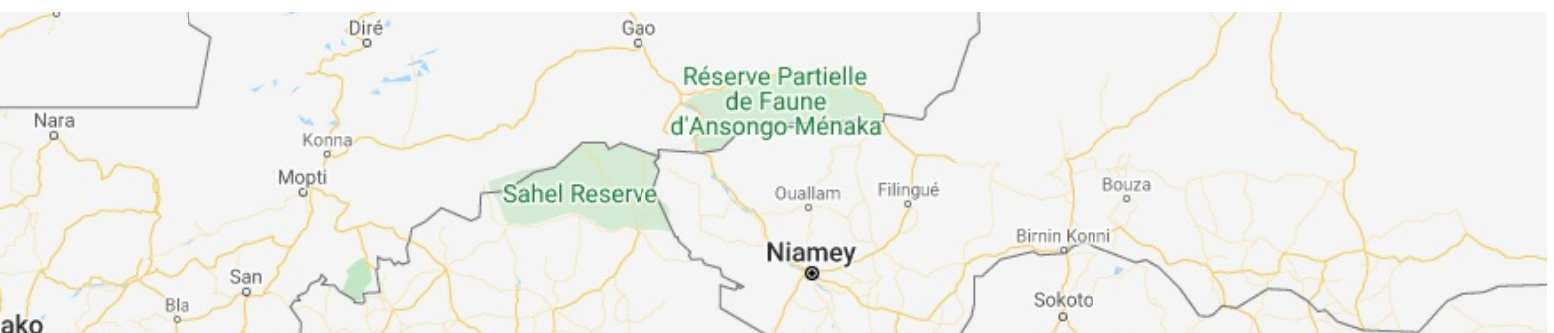 Diré
Gao
Réserve Partielle
de Faune
d'Ansongo-Ménaka
Nara
Konna
Mopti
Sahel Reserve
Ouallam
Filingué
Bouza
Niamey
Birnin Konni
San
Bla
Sokoto
ako